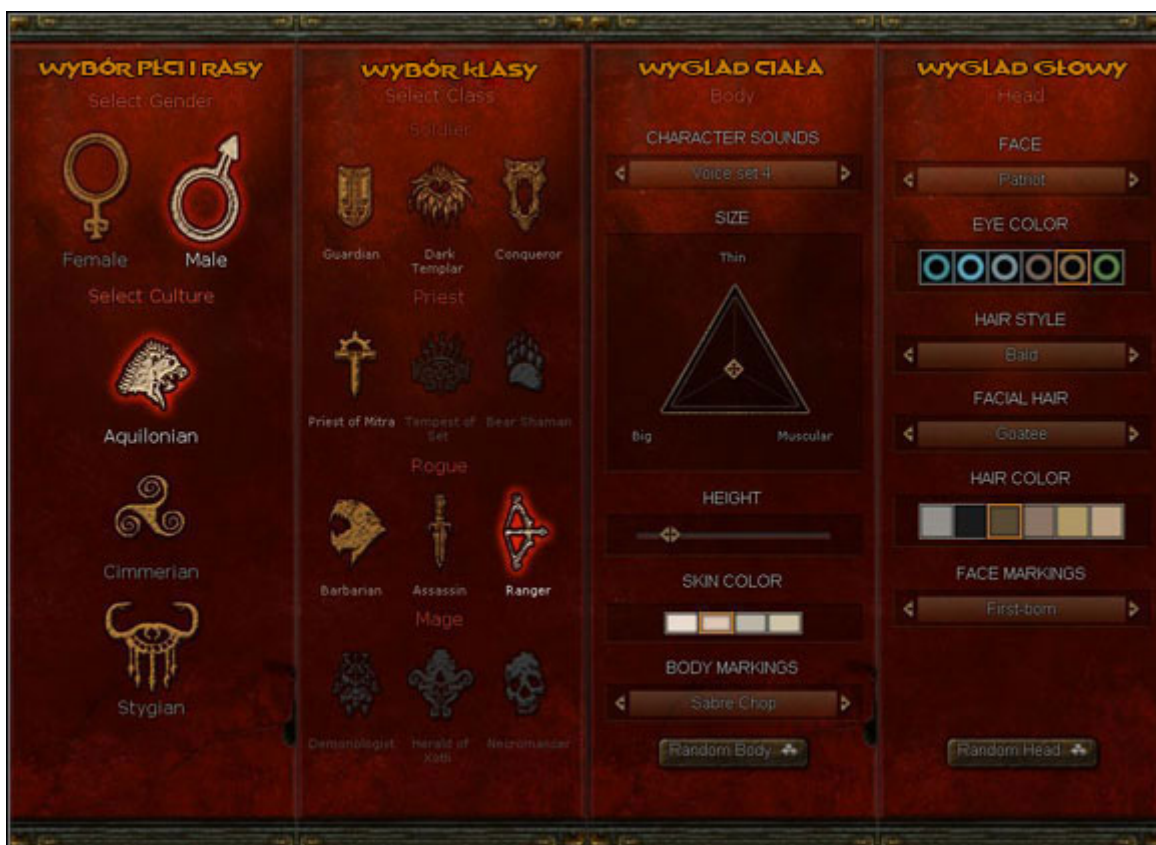 WYBÓR PŁCI I RASY
Select Gender
Female
Male
Select Culture
Aquilonian
Cimmerian
Stygian
WYBÓR KLASY
Select Class
Soldier
Guardian
Dark
Templar
Conqueror
Priest
Priest of Mitra
Tempest of
Set
Bear Shaman
Rogue
Barbarian
Assassin
Ranger
Mage
Demonologist
Herald of
Xotli
Necromancer
WYGLAD CIAŁA
Body
CHARACTER SOUNDS
Voice set 4
SIZE
Thin
Big
Muscular
HEIGHT
SKIN COLOR
BODY MARKINGS
Sabre Chop
Random Body
WYGLAD GŁOWY
Head
FACE
Patriot
EYE COLOR
HAIR STYLE
Bald
FACIAL HAIR
Goatee
HAIR COLOR
FACE MARKINGS
First-born
Random Head